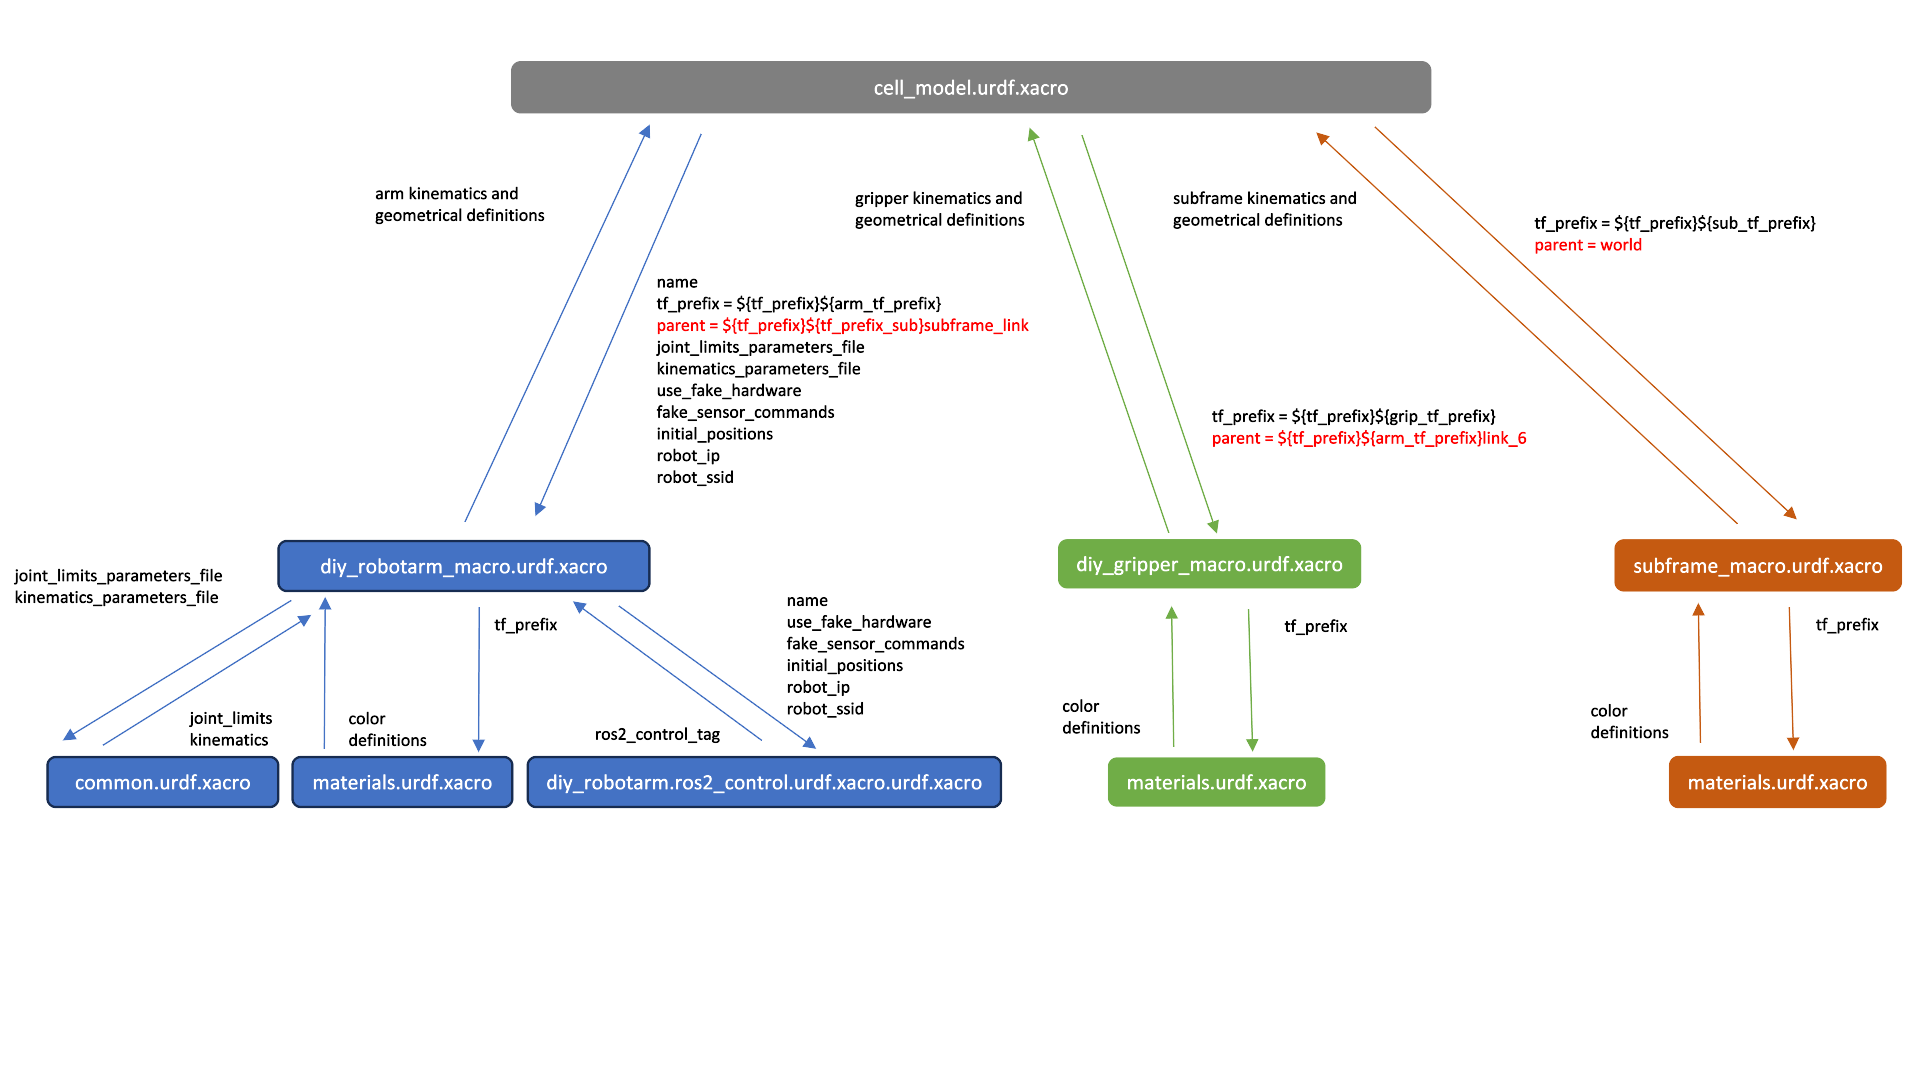 cell_model.urdf.xacro
arm kinematics and
geometrical definitions
gripper kinematics and
geometrical definitions
subframe kinematics and
geometrical definitions
tf_prefix = ${tf_prefix}${sub_tf_prefix}
parent = world
name
tf_prefix = ${tf_prefix}${arm_tf_prefix}
parent = ${tf_prefix}${tf_prefix_sub}subframe_link
joint_limits_parameters_file
kinematics_parameters_file
use_fake_hardware
fake_sensor_commands
initial_positions
robot_ip
robot_ssid
tf_prefix = ${tf_prefix}${grip_tf_prefix}
parent = ${tf_prefix}${arm_tf_prefix}link_6
diy_robotarm_macro.urdf.xacro
diy_gripper_macro.urdf.xacro
subframe_macro.urdf.xacro
joint_limits_parameters_file
kinematics_parameters_file
tf_prefix
name
use_fake_hardware
fake_sensor_commands
initial_positions
robot_ip
robot_ssid
tf_prefix
tf_prefix
joint_limits
kinematics
color
definitions
ros2_control_tag
color
definitions
color
definitions
common.urdf.xacro
materials.urdf.xacro
diy_robotarm.ros2_control.urdf.xacro.urdf.xacro
materials.urdf.xacro
materials.urdf.xacro